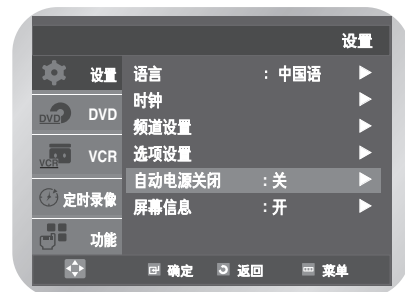 设置
设置
语言 : 中国语 ▶
时钟 ▶
DVD DVD
频道设置 ▶
VCR VCR
选项设置 ▶
自动电源关闭 : 关 ▶
定时录像
屏幕信息 : 开 ▶
功能
确定 返回 菜单